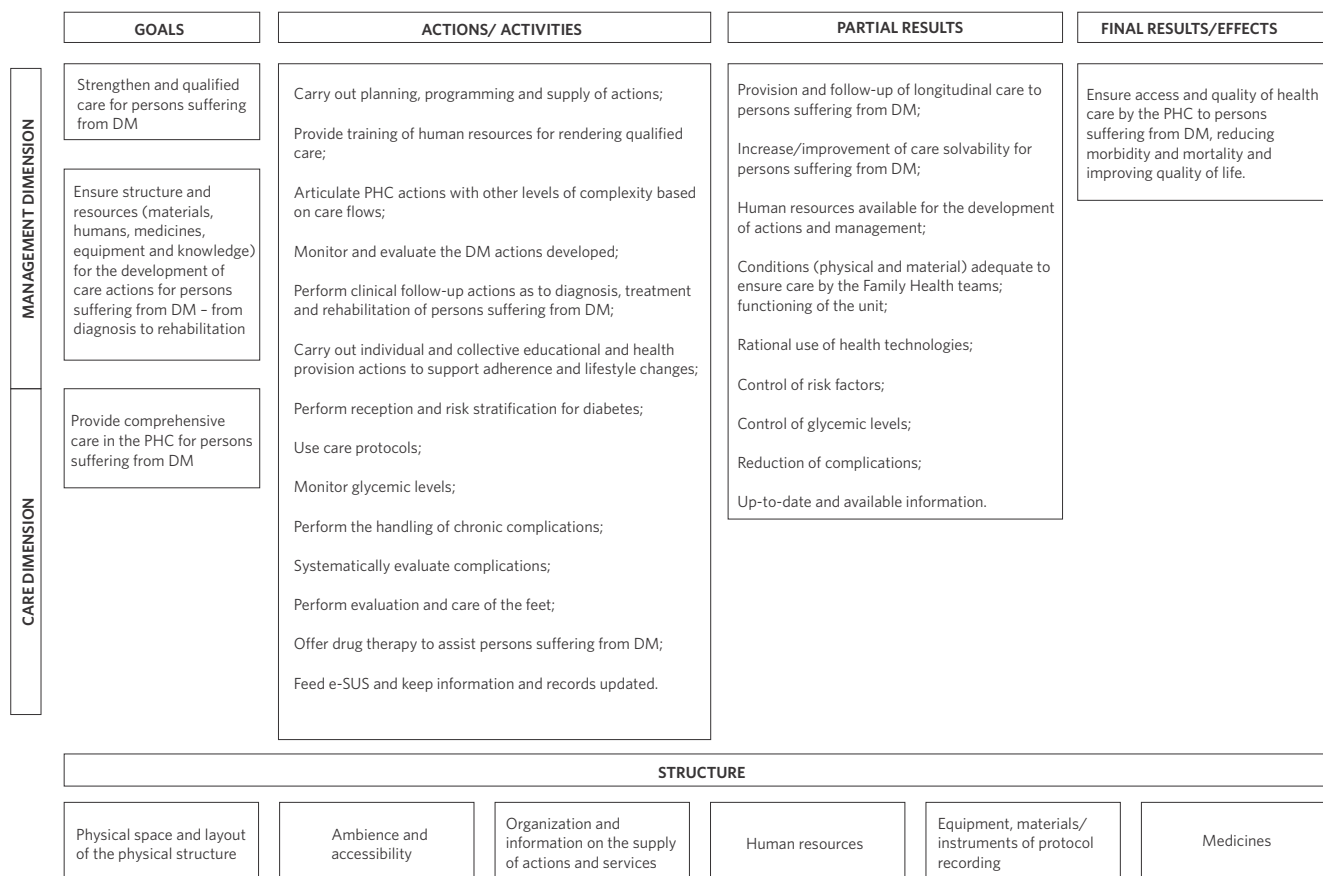 GOALS
ACTIONS/ ACTIVITIES
PARTIAL RESULTS
FINAL RESULTS/EFFECTS
MANAGEMENT DIMENSION
CARE DIMENSION
Strengthen and qualified
care for persons suffering
from DM
Ensure structure and
resources (materials,
humans, medicines,
equipment and knowledge)
for the development of
care actions for persons
suffering from DM – from
diagnosis to rehabilitation
Provide comprehensive
care in the PHC for persons
suffering from DM
Carry out planning, programming and supply of actions;
Provide training of human resources for rendering qualified
care;
Articulate PHC actions with other levels of complexity based
on care flows;
Monitor and evaluate the DM actions developed;
Perform clinical follow-up actions as to diagnosis, treatment
and rehabilitation of persons suffering from DM;
Carry out individual and collective educational and health
provision actions to support adherence and lifestyle changes;
Perform reception and risk stratification for diabetes;
Use care protocols;
Monitor glycemic levels;
Perform the handling of chronic complications;
Systematically evaluate complications;
Perform evaluation and care of the feet;
Offer drug therapy to assist persons suffering from DM;
Feed e-SUS and keep information and records updated.
Provision and follow-up of longitudinal care to
persons suffering from DM;
Increase/improvement of care solvability for
persons suffering from DM;
Human resources available for the development
of actions and management;
Conditions (physical and material) adequate to
ensure care by the Family Health teams;
functioning of the unit;
Rational use of health technologies;
Control of risk factors;
Control of glycemic levels;
Reduction of complications;
Up-to-date and available information.
Ensure access and quality of health
care by the PHC to persons
suffering from DM, reducing
morbidity and mortality and
improving quality of life.
STRUCTURE
Physical space and layout
of the physical structure
Ambience and
accessibility
Organization and
information on the supply
of actions and services
Human resources
Equipment, materials/
instruments of protocol
recording
Medicines